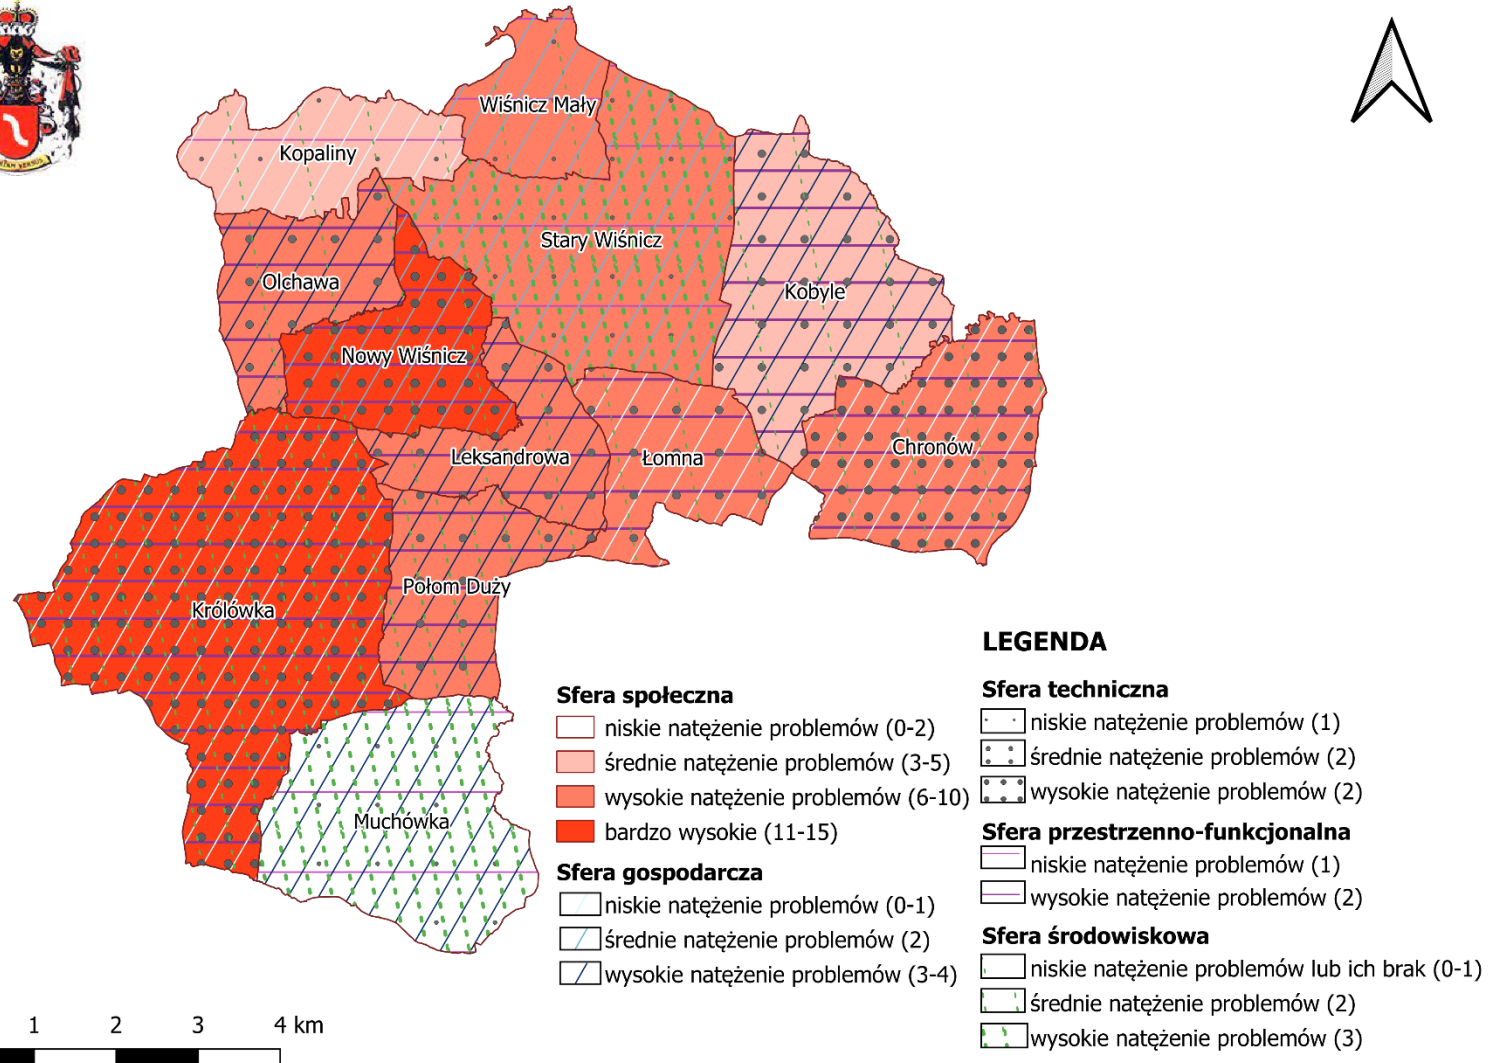 Wiśnicz Mały
Kopaliny
Stary Wiśnicz
Olchawa
Kobyle
Nowy Wiśnicz
Chronów
Leksandrowa
Łomna
Połom Duży
Królówka
Muchówka
LEGENDA
Sfera społeczna
niskie natężenie problemów (0-2)
średnie natężenie problemów (3-5)
wysokie natężenie problemów (6-10)
bardzo wysokie (11-15)
Sfera gospodarcza
niskie natężenie problemów (0-1)
średnie natężenie problemów (2)
wysokie natężenie problemów (3-4)
Sfera techniczna
niskie natężenie problemów (1)
średnie natężenie problemów (2)
wysokie natężenie problemów (2)
Sfera przestrzenno-funkcjonalna
niskie natężenie problemów (1)
wysokie natężenie problemów (2)
Sfera środowiskowa
niskie natężenie problemów lub ich brak (0-1)
średnie natężenie problemów (2)
wysokie natężenie problemów (3)
1 2 3 4 km